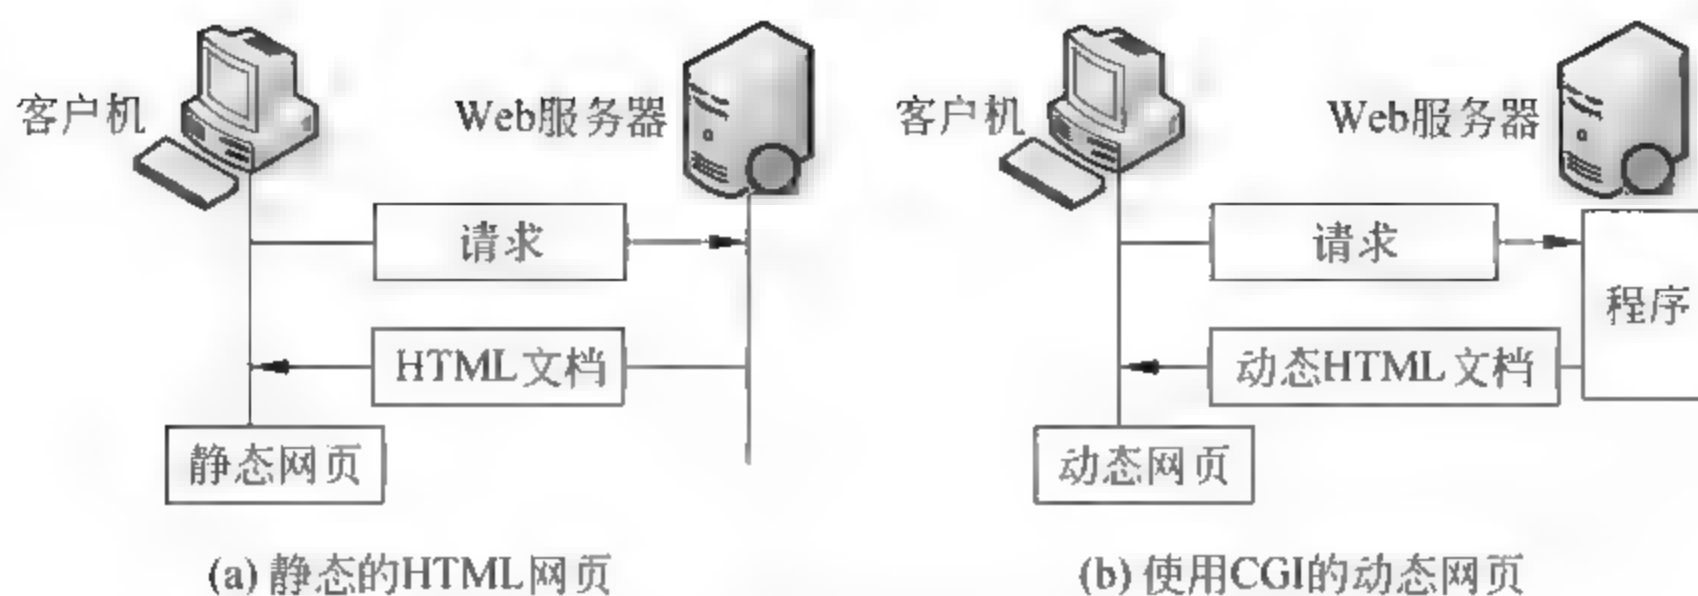 客户机
Web服务器
请求
HTML文档
静态网页
(a) 静态的HTML网页
客户机
Web服务器
请求
程序
动态HTML文档
动态网页
(b) 使用CGI的动态网页